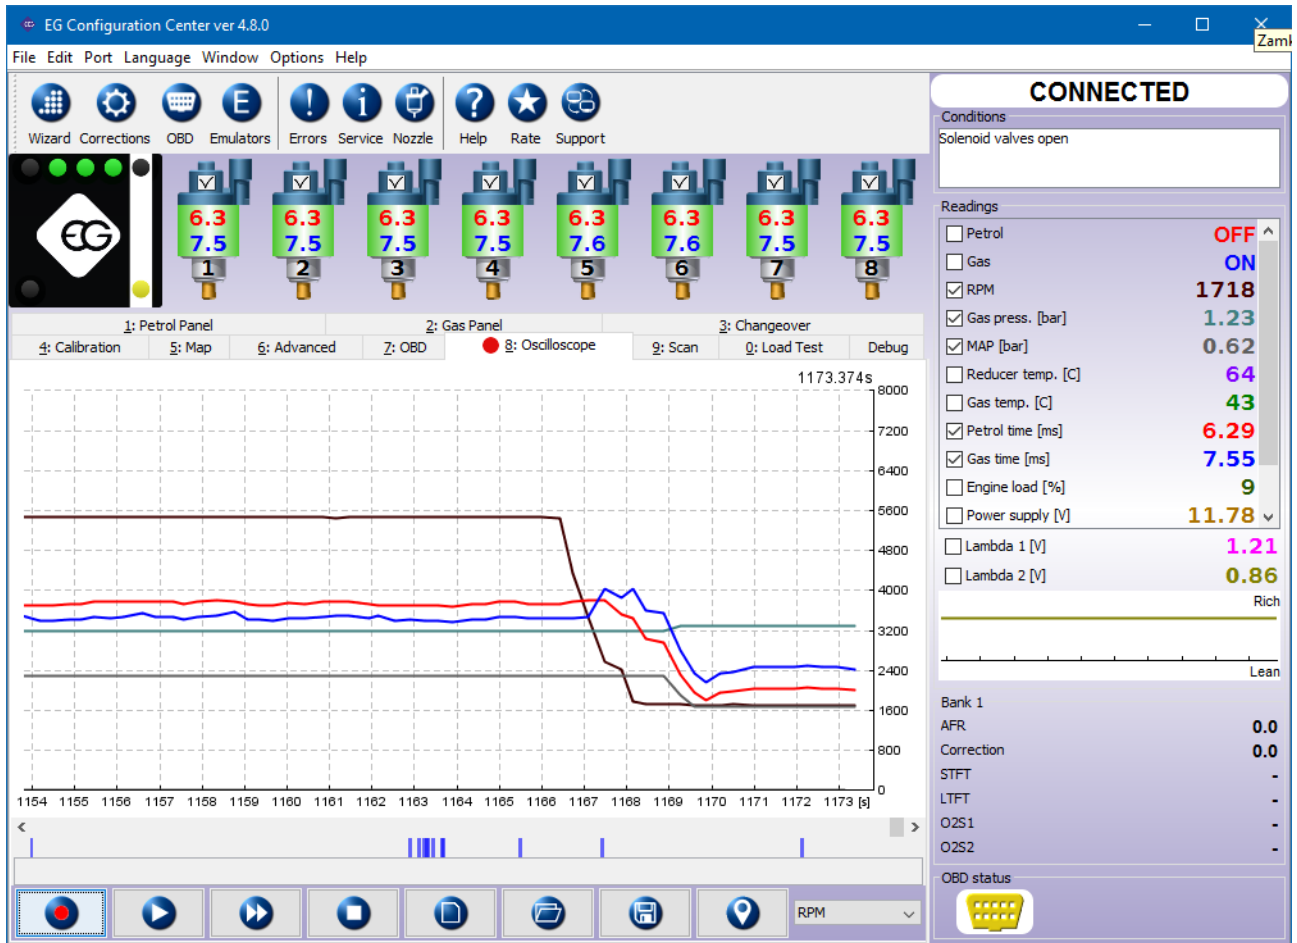 EG Configuration Center ver 4.8.0
Zam
File Edit Port Language Window Options Help
Wizard Corrections OBD Emulators Errors Service Nozzle Help Rate Support
CONNECTED
Conditions
Solenoid valves open
EG
6.3 6.3 6.3 6.3 6.3 6.3 6.3 6.3
7.5 7.5 7.5 7.5 7.6 7.6 7.5 7.5
1 2 3 4 5 6 7 8
Readings
Petrol OFF
Gas ON
RPM 1718
Gas press. [bar] 1.23
MAP [bar] 0.62
Reducer temp. [C] 64
Gas temp. [C] 43
Petrol time [ms] 6.29
Gas time [ms] 7.55
Engine load [%] 9
Power supply [V] 11.78
Lambda 1 [V] 1.21
Lambda 2 [V] 0.86
Rich
Lean
Bank 1
AFR 0.0
Correction 0.0
STFT -
LTFT -
O2S1 -
O2S2 -
OBD status
1: Petrol Panel 2: Gas Panel 3: Changeover
4: Calibration 5: Map 6: Advanced 7: OBD 8: Oscilloscope 9: Scan 0: Load Test Debug
1173.374s
8000
7200
6400
5600
4800
4000
3200
2400
1600
800
0
1154 1155 1156 1157 1158 1159 1160 1161 1162 1163 1164 1165 1166 1167 1168 1169 1170 1171 1172 1173 [s]
RPM